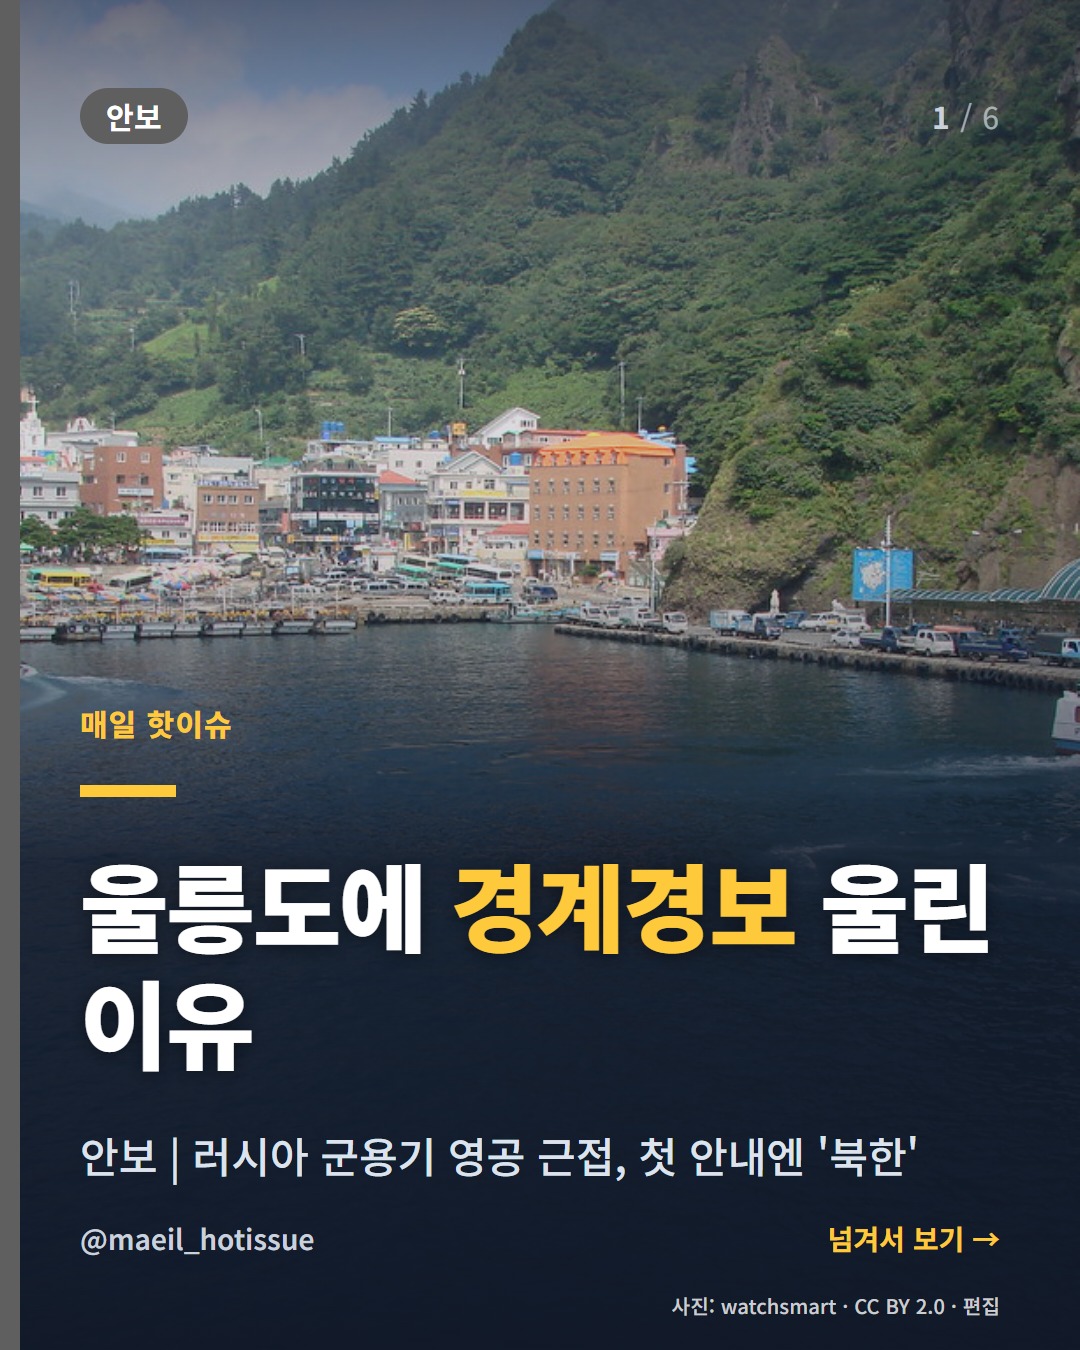 안보
1 / 6
매일 핫이슈
울릉도에 경계경보 울린
이유
안보 | 러시아 군용기 영공 근접, 첫 안내엔 '북한'
@maeil_hotissue
넘겨서 보기 →
사진: watchsmart · CC BY 2.0 · 편집